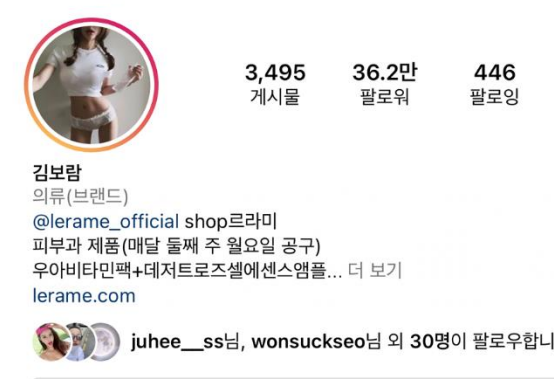 3,495 36.2만 446
게시물 팔로워 팔로잉
김보람
의류(브랜드)
@lerame_official shop르라미
피부과 제품(매달 둘째 주 월요일 공구)
우아비타민팩+데저트로즈셀에센스앰플... 더 보기
lerame.com
juhee__ss님, wonsuckseo님 외 30명이 팔로우합니